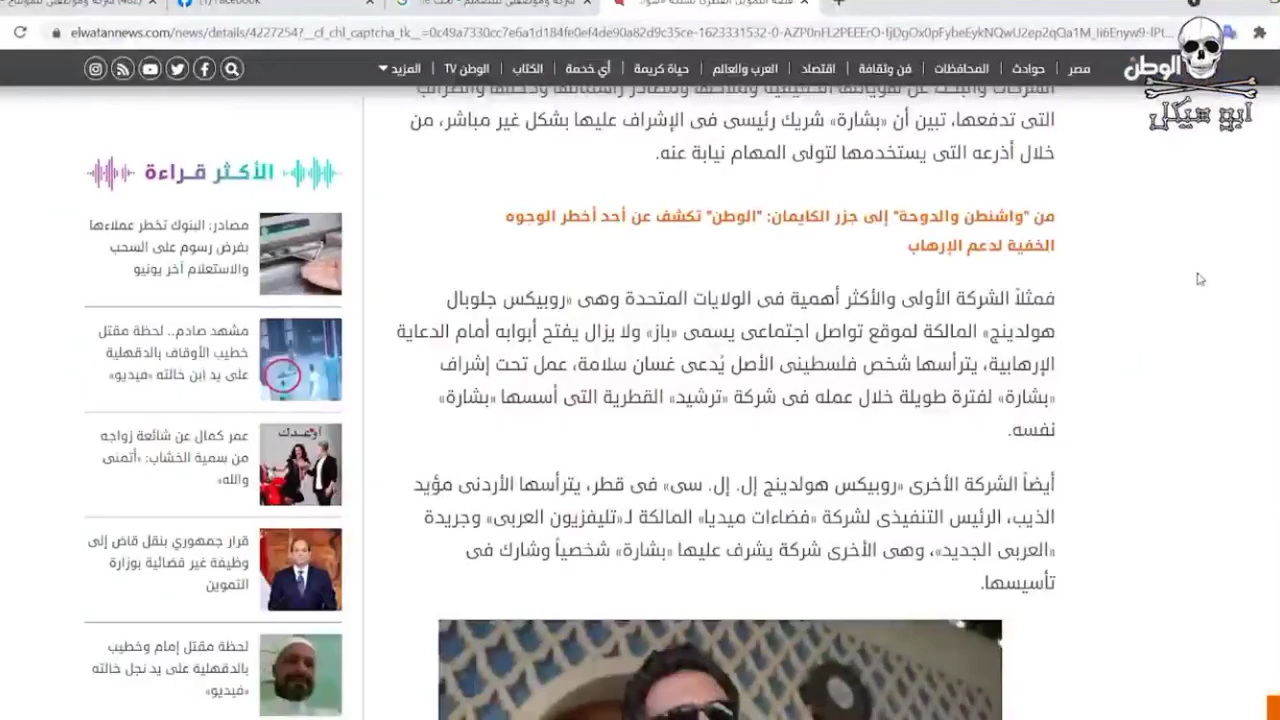 elwatannews.com/news/details/4227254?__cf_chl_captcha_tk__=
الوطن
مصر
حوادث
المحافظات
فن وثقافة
اقتصاد
العرب والعالم
حياة كريمة
أي خدمة
الكتاب
الوطن TV
المزيد
التى تدفعها، تبين أن «بشارة» شريك رئيسى فى الإشراف عليها بشكل غير مباشر، من
خلال أذرعه التى يستخدمها لتولى المهام نيابة عنه.
من "واشنطن والدوحة" إلى جزر الكايمان: "الوطن" تكشف عن أحد أخطر الوجوه
الخفية لدعم الإرهاب
فمثلاً الشركة الأولى والأكثر أهمية فى الولايات المتحدة وهى «روبيكس جلوبال
هولدينج» المالكة لموقع تواصل اجتماعى يسمى «باز» ولا يزال يفتح أبوابه أمام الدعاية
الإرهابية، يترأسها شخص فلسطينى الأصل يُدعى غسان سلامة، عمل تحت إشراف
«بشارة» لفترة طويلة خلال عمله فى شركة «ترشيد» القطرية التى أسسها «بشارة»
نفسه.
أيضاً الشركة الأخرى «روبيكس هولدينج إل. إل. سى» فى قطر، يترأسها الأردنى مؤيد
الذيب، الرئيس التنفيذى لشركة «فضاءات ميديا» المالكة لـ«تليفزيون العربى» وجريدة
«العربى الجديد»، وهى الأخرى شركة يشرف عليها «بشارة» شخصياً وشارك فى
تأسيسها.
الأكثر قراءة
مصادر: البنوك تخطر عملاءها
بفرض رسوم على السحب
والاستعلام آخر يونيو
مشهد صادم.. لحظة مقتل
خطيب الأوقاف بالدقهلية
على يد ابن خالته «فيديو»
عمر كمال عن شائعة زواجه
من سمية الخشاب: «أتمنى
والله»
قرار جمهوري بنقل قاض إلى
وظيفة غير قضائية بوزارة
التموين
لحظة مقتل إمام وخطيب
بالدقهلية على يد نجل خالته
«فيديو»